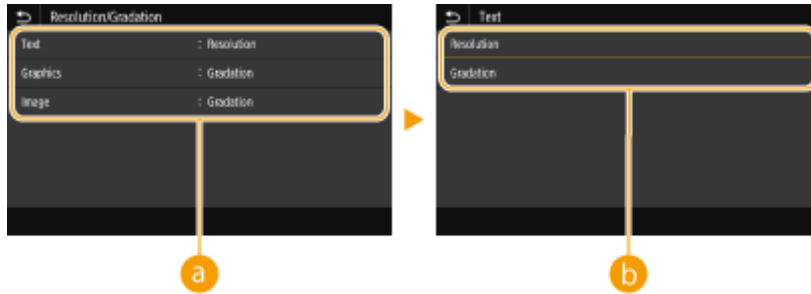 Resolution/Gradation
Text : Resolution
Graphics : Gradation
Image : Gradation
a
Text
Resolution
Gradation
b